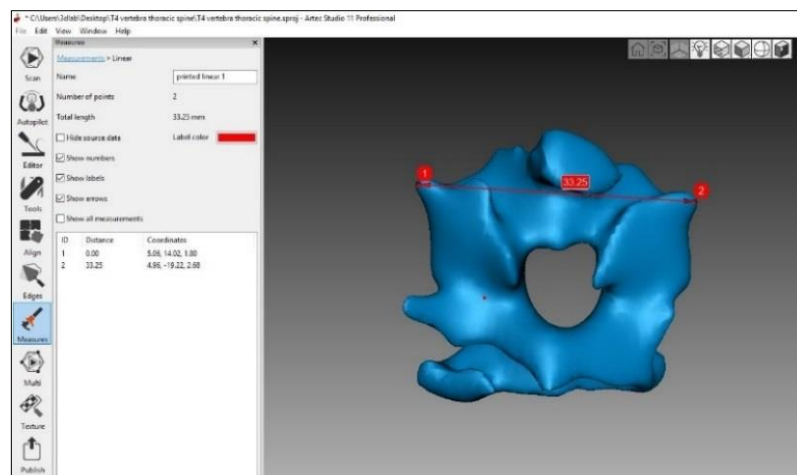 * C:\Users\3dlab\Desktop\T4 vertebra thoracic spine\T4 vertebra thoracic spine.sproj - Artec Studio 11 Professional
File Edit View Window Help
Measures
x
Measurements > Linear
Name printed linear 1
Number of points 2
Total length 33.25 mm
Hide source data Label color
Show numbers
Show labels
Show arrows
Show all measurements
ID Distance Coordinates
1 0.00 5.06, 14.02, 1.80
2 33.25 4.96, -19.22, 2.68
Scan
Autopilot
Editor
Tools
Align
Edges
Measures
Multi
Texture
Publish
1
33.25
2